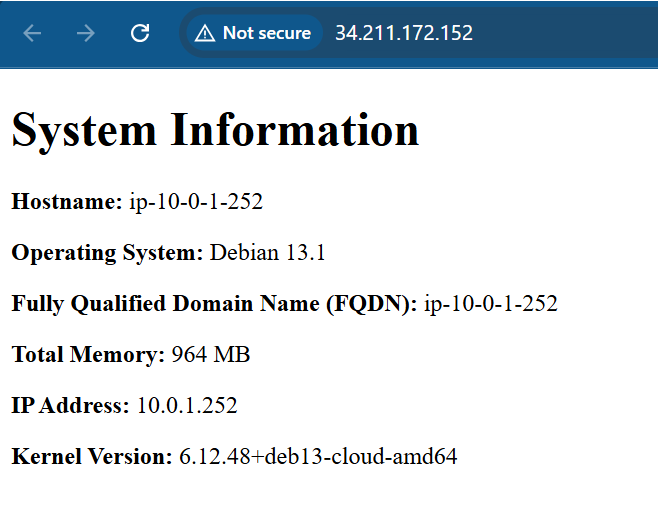 Not secure 34.211.172.152
System Information
Hostname: ip-10-0-1-252
Operating System: Debian 13.1
Fully Qualified Domain Name (FQDN): ip-10-0-1-252
Total Memory: 964 MB
IP Address: 10.0.1.252
Kernel Version: 6.12.48+deb13-cloud-amd64